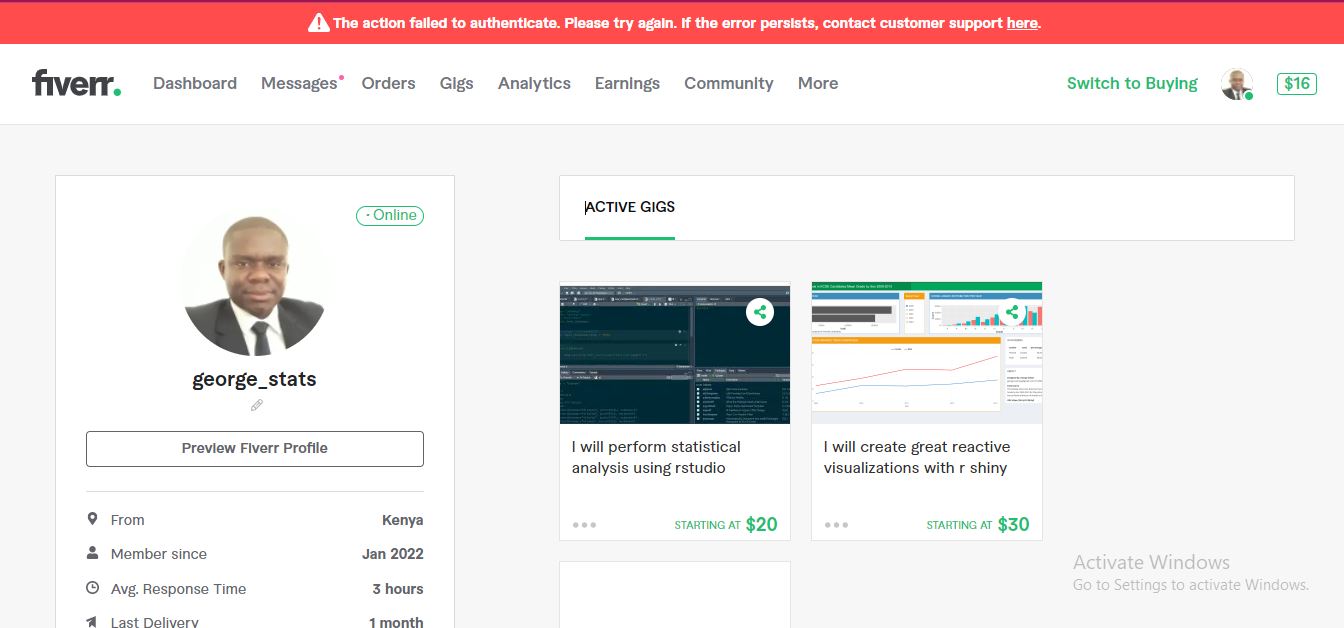 The action failed to authenticate. Please try again. If the error persists, contact customer support here.
fiverr.
Dashboard Messages Orders Gigs Analytics Earnings Community More Switch to Buying $16
Online
george_stats
Preview Fiverr Profile
From Kenya
Member since Jan 2022
Avg. Response Time 3 hours
Last Delivery 1 month
ACTIVE GIGS
I will perform statistical
analysis using rstudio
STARTING AT $20
I will create great reactive
visualizations with r shiny
STARTING AT $30
Activate Windows
Go to Settings to activate Windows.